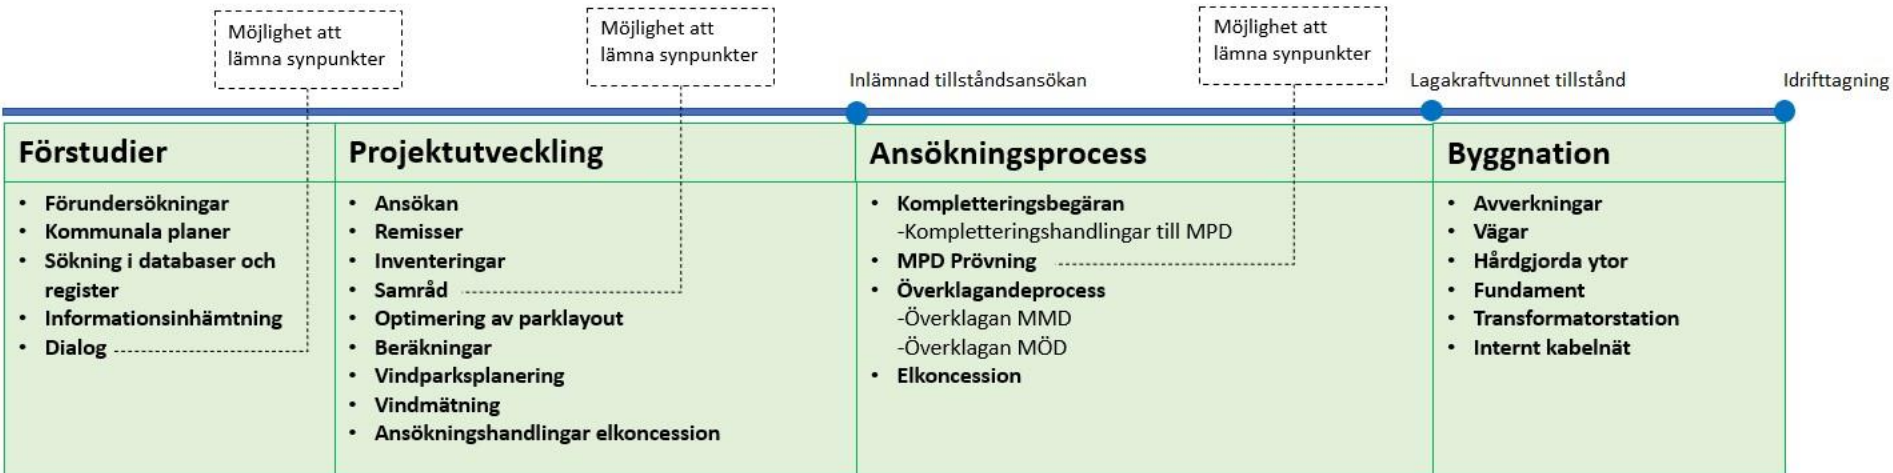 Möjlighet att
lämna synpunkter
Möjlighet att
lämna synpunkter
Möjlighet att
lämna synpunkter
Inlämnad tillståndsansökan
Lagakraftvunnet tillstånd
Idrifttagning
Förstudier
• Förundersökningar
• Kommunala planer
• Sökning i databaser och
register
• Informationsinhämtning
• Dialog
Projektutveckling
• Ansökan
• Remisser
• Inventeringar
• Samråd
• Optimering av parklayout
• Beräkningar
• Vindparksplanering
• Vindmätning
• Ansökningshandlingar elkoncession
Ansökningsprocess
• Kompletteringsbegäran
-Kompletteringshandlingar till MPD
• MPD Prövning
• Överklagandeprocess
-Överklagan MMD
-Överklagan MÖD
• Elkoncession
Byggnation
• Avverkningar
• Vägar
• Hårdgjorda ytor
• Fundament
• Transformatorstation
• Internt kabelnät